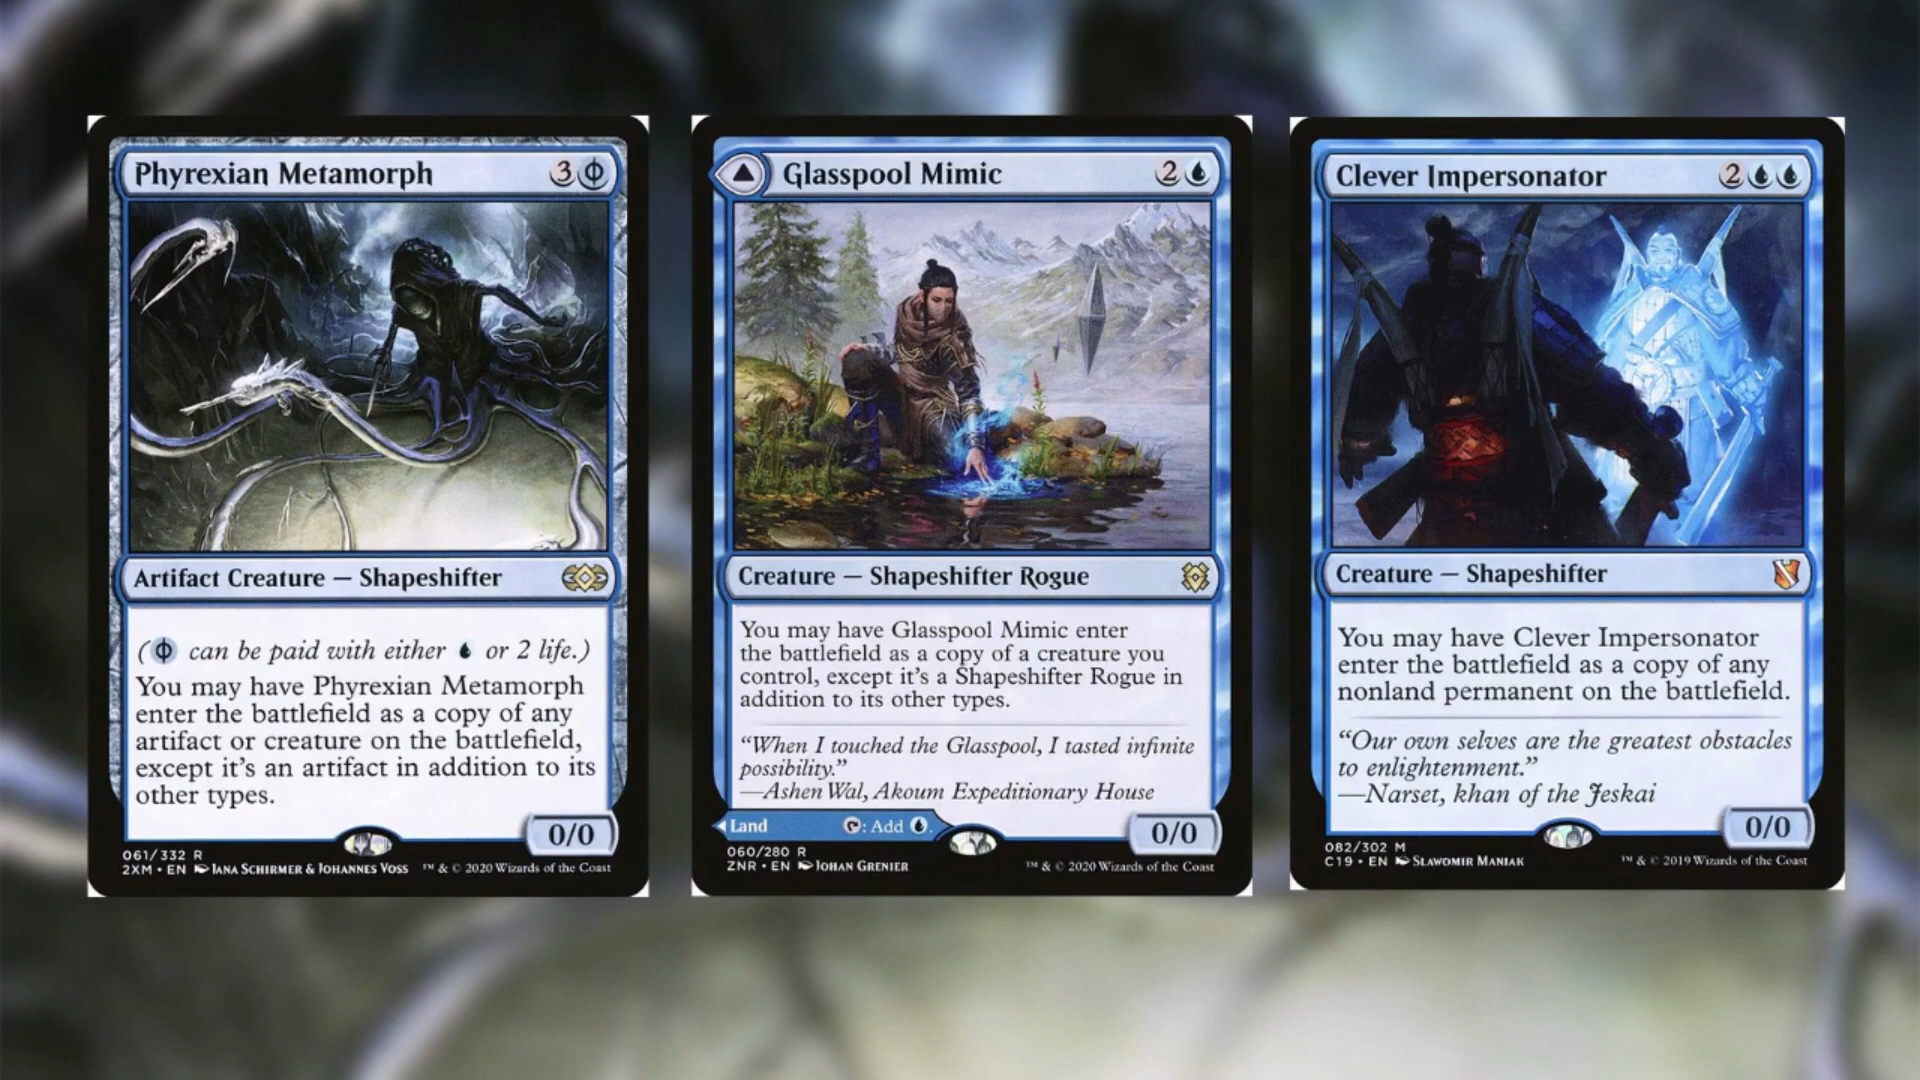 Phyrexian Metamorph 3
Artifact Creature — Shapeshifter
( can be paid with either or 2 life.)
You may have Phyrexian Metamorph
enter the battlefield as a copy of any
artifact or creature on the battlefield,
except it's an artifact in addition to its
other types.
0/0
061/332 R
2XM • EN Jana Schirmer & Johannes Voss ™ & © 2020 Wizards of the Coast
Glasspool Mimic 2
Creature — Shapeshifter Rogue
You may have Glasspool Mimic enter
the battlefield as a copy of a creature you
control, except it's a Shapeshifter Rogue in
addition to its other types.
“When I touched the Glasspool, I tasted infinite
possibility.”
—Ashen Wal, Akoum Expeditionary House
Land : Add .
0/0
060/280 R
ZNR • EN Johan Grenier ™ & © 2020 Wizards of the Coast
Clever Impersonator 2
Creature — Shapeshifter
You may have Clever Impersonator
enter the battlefield as a copy of any
nonland permanent on the battlefield.
“Our own selves are the greatest obstacles
to enlightenment.”
—Narset, khan of the Jeskai
0/0
082/302 M
C19 • EN Slawomir Maniak ™ & © 2019 Wizards of the Coast